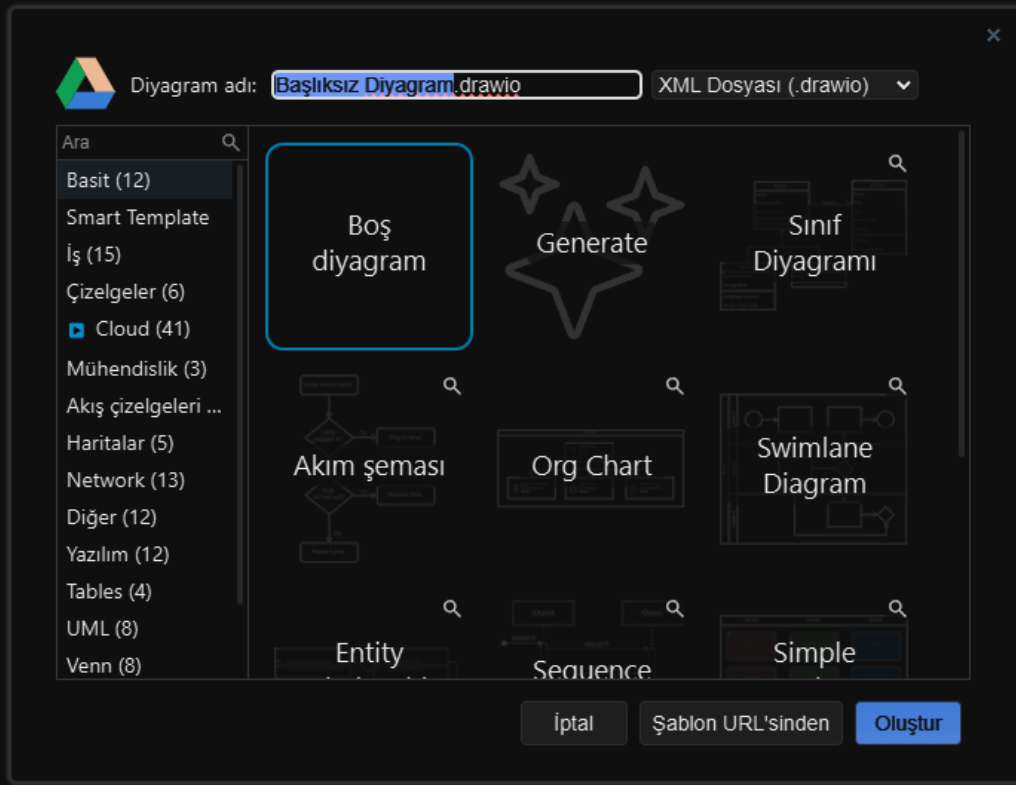 Diyagram adı:
Başlıksız Diyagram.drawio
XML Dosyası (.drawio)
Ara
Basit (12)
Smart Template
İş (15)
Çizelgeler (6)
Cloud (41)
Mühendislik (3)
Akış çizelgeleri ...
Haritalar (5)
Network (13)
Diğer (12)
Yazılım (12)
Tables (4)
UML (8)
Venn (8)
Boş
diyagram
Generate
Sınıf
Diyagramı
Akım şeması
Org Chart
Swimlane
Diagram
Entity
Sequence
Simple
İptal
Şablon URL'sinden
Oluştur